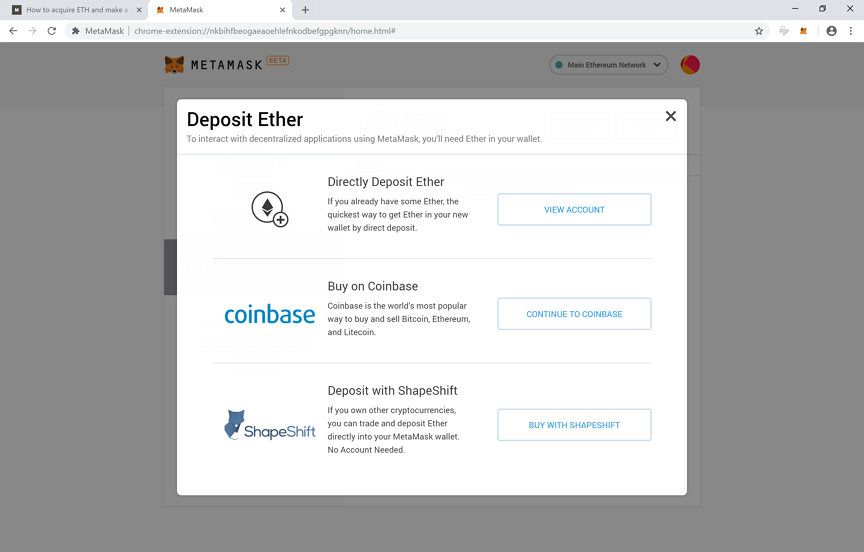 How to acquire ETH and make a
MetaMask
MetaMask
chrome-extension://nkbihfbeogaeaoehlefnkodbefgpgknn/home.html#
METAMASK
BETA
Main Ethereum Network
Deposit Ether
To interact with decentralized applications using MetaMask, you'll need Ether in your wallet.
Directly Deposit Ether
If you already have some Ether, the
quickest way to get Ether in your new
wallet by direct deposit.
VIEW ACCOUNT
coinbase
Buy on Coinbase
Coinbase is the world's most popular
way to buy and sell Bitcoin, Ethereum,
and Litecoin.
CONTINUE TO COINBASE
ShapeShift
Deposit with ShapeShift
If you own other cryptocurrencies,
you can trade and deposit Ether
directly into your MetaMask wallet.
No Account Needed.
BUY WITH SHAPESHIFT